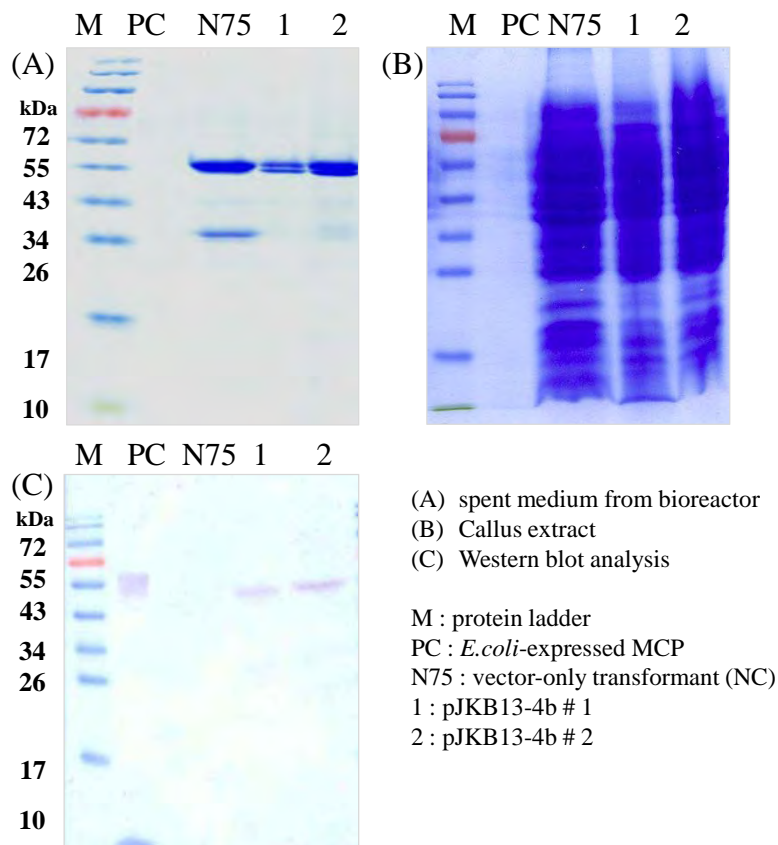 M PC N75 1 2
(A)
kDa
72
55
43
34
26
17
10
M PC N75 1 2
(B)
M PC N75 1 2
(C)
kDa
72
55
43
34
26
17
10
(A) spent medium from bioreactor
(B) Callus extract
(C) Western blot analysis
M : protein ladder
PC : E.coli-expressed MCP
N75 : vector-only transformant (NC)
1 : pJKB13-4b # 1
2 : pJKB13-4b # 2